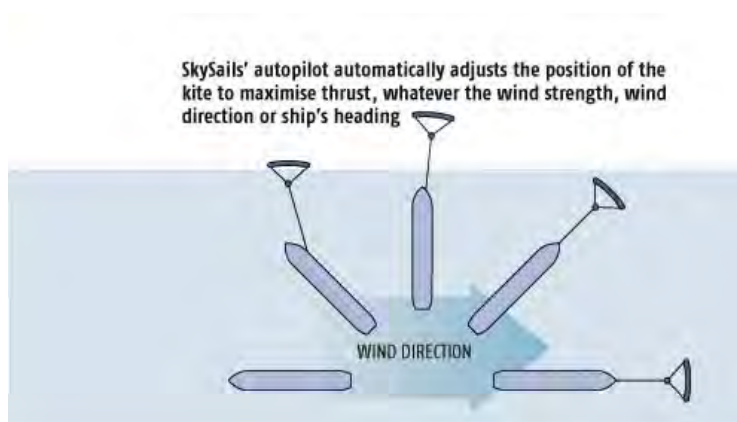 SkySails' autopilot automatically adjusts the position of the
kite to maximise thrust, whatever the wind strength, wind
direction or ship's heading
WIND DIRECTION